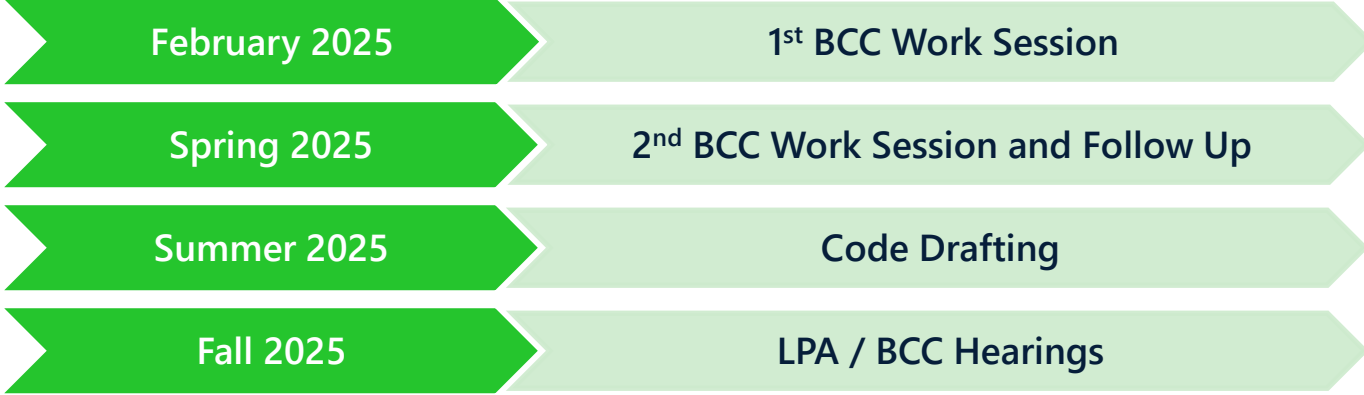 February 2025
1st BCC Work Session
Spring 2025
2nd BCC Work Session and Follow Up
Summer 2025
Code Drafting
Fall 2025
LPA / BCC Hearings